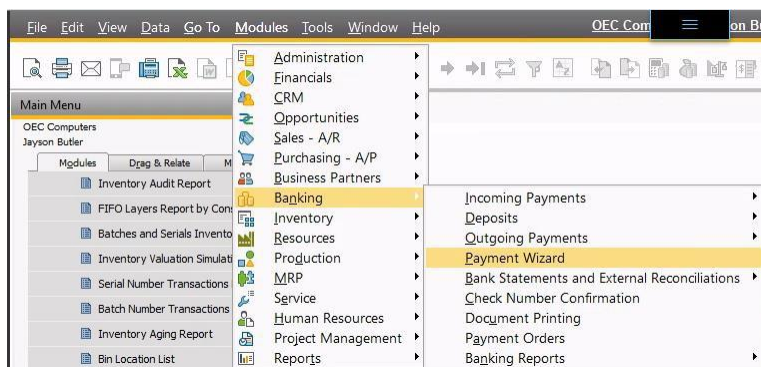 File Edit View Data Go To Modules Tools Window Help OEC Com on B
Main Menu
OEC Computers
Jayson Butler
Modules Drag & Relate M
Inventory Audit Report
FIFO Layers Report by Con
Batches and Serials Invento
Inventory Valuation Simulati
Serial Number Transactions
Batch Number Transactions
Inventory Aging Report
Bin Location List
Administration
Financials
CRM
Opportunities
Sales - A/R
Purchasing - A/P
Business Partners
Banking
Inventory
Resources
Production
MRP
Service
Human Resources
Project Management
Reports
Incoming Payments
Deposits
Outgoing Payments
Payment Wizard
Bank Statements and External Reconciliations
Check Number Confirmation
Document Printing
Payment Orders
Banking Reports